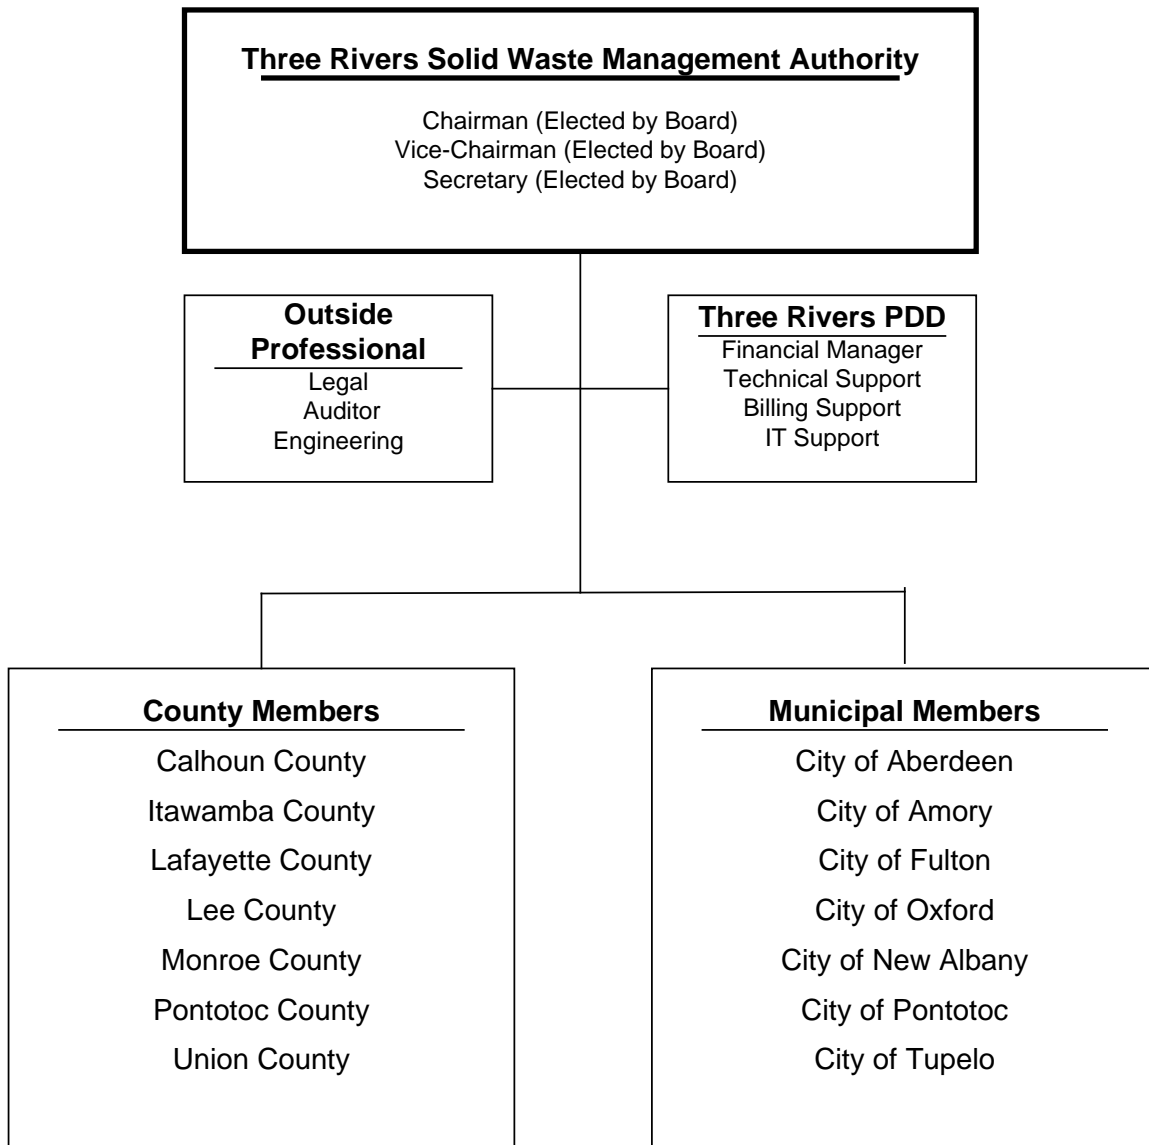 Three Rivers Solid Waste Management Authority
Chairman (Elected by Board)
Vice-Chairman (Elected by Board)
Secretary (Elected by Board)
Outside
Professional
Legal
Auditor
Engineering
Three Rivers PDD
Financial Manager
Technical Support
Billing Support
IT Support
County Members
Calhoun County
Itawamba County
Lafayette County
Lee County
Monroe County
Pontotoc County
Union County
Municipal Members
City of Aberdeen
City of Amory
City of Fulton
City of Oxford
City of New Albany
City of Pontotoc
City of Tupelo